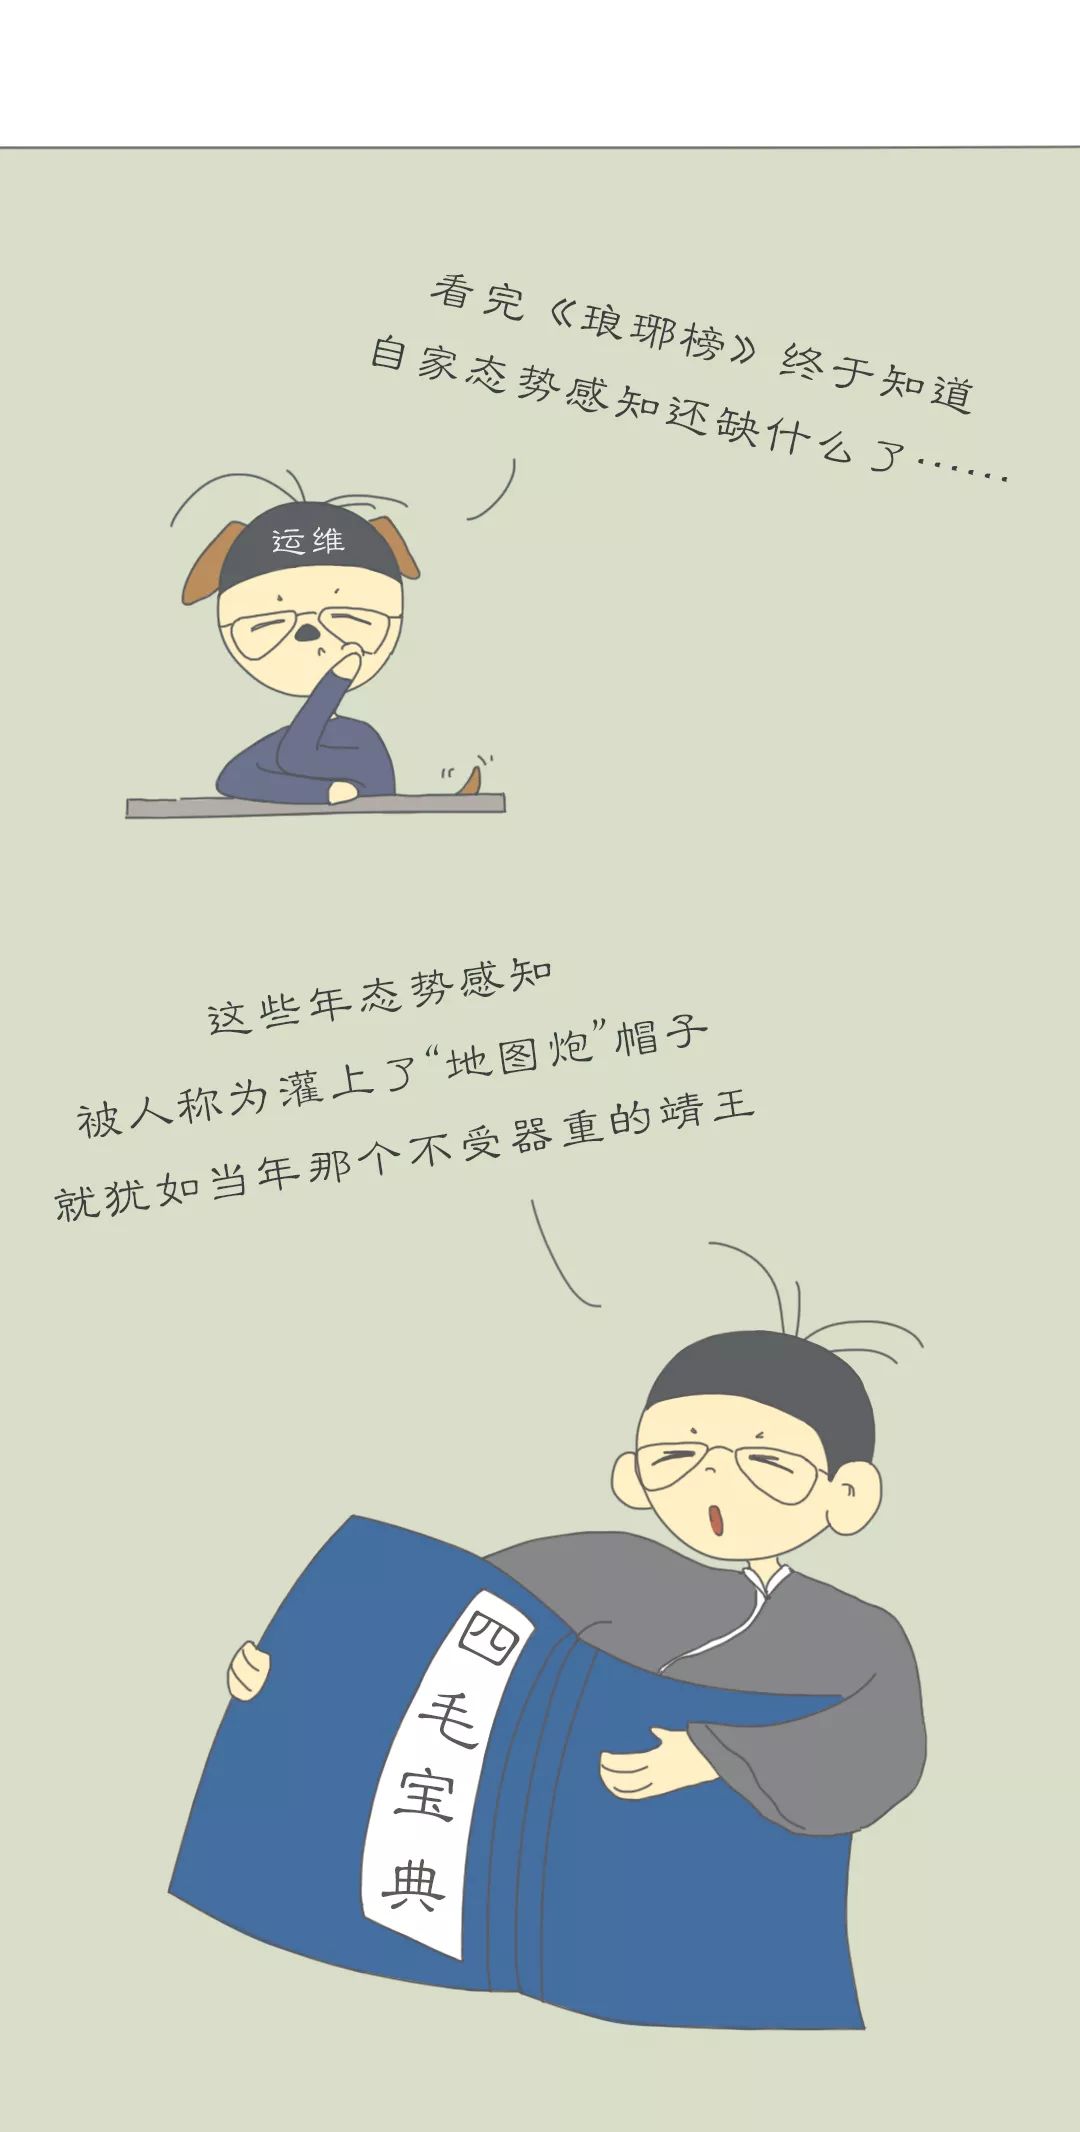 看完《琅琊榜》终于知道
自家态势感知还缺什么了……
运维
这些年态势感知
被人称为灌上了“地图炮”帽子
就犹如当年那个不受器重的靖王
四毛宝典